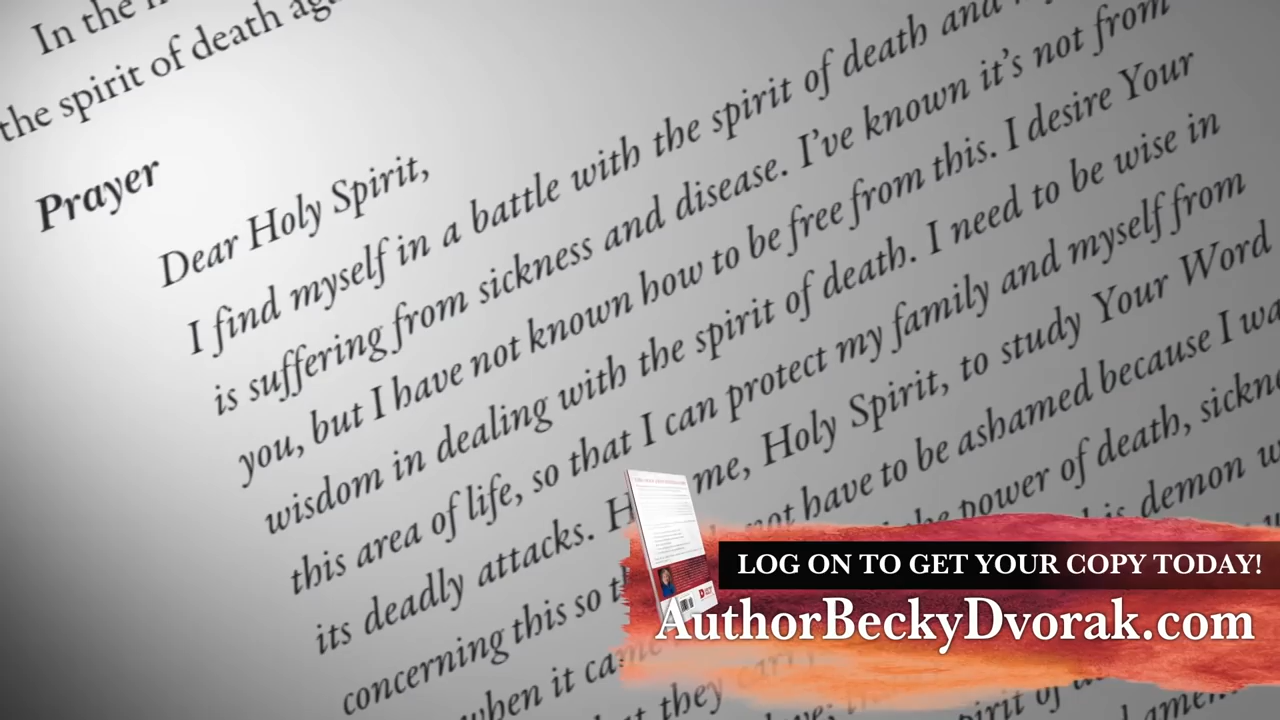 In the
the spirit of death
Prayer
Dear Holy Spirit,
I find myself in a battle with the spirit of death and
is suffering from sickness and disease. I’ve known it’s not from
you, but I have not known how to be free from this. I desire Your
wisdom in dealing with the spirit of death. I need to be wise in
this area of life, so that I can protect my family and myself from
its deadly attacks. me, Holy Spirit, to study Your Word
concerning this so not have to be ashamed because I
when it power of death,
they demon
spirit of
LOG ON TO GET YOUR COPY TODAY!
AuthorBeckyDvorak.com